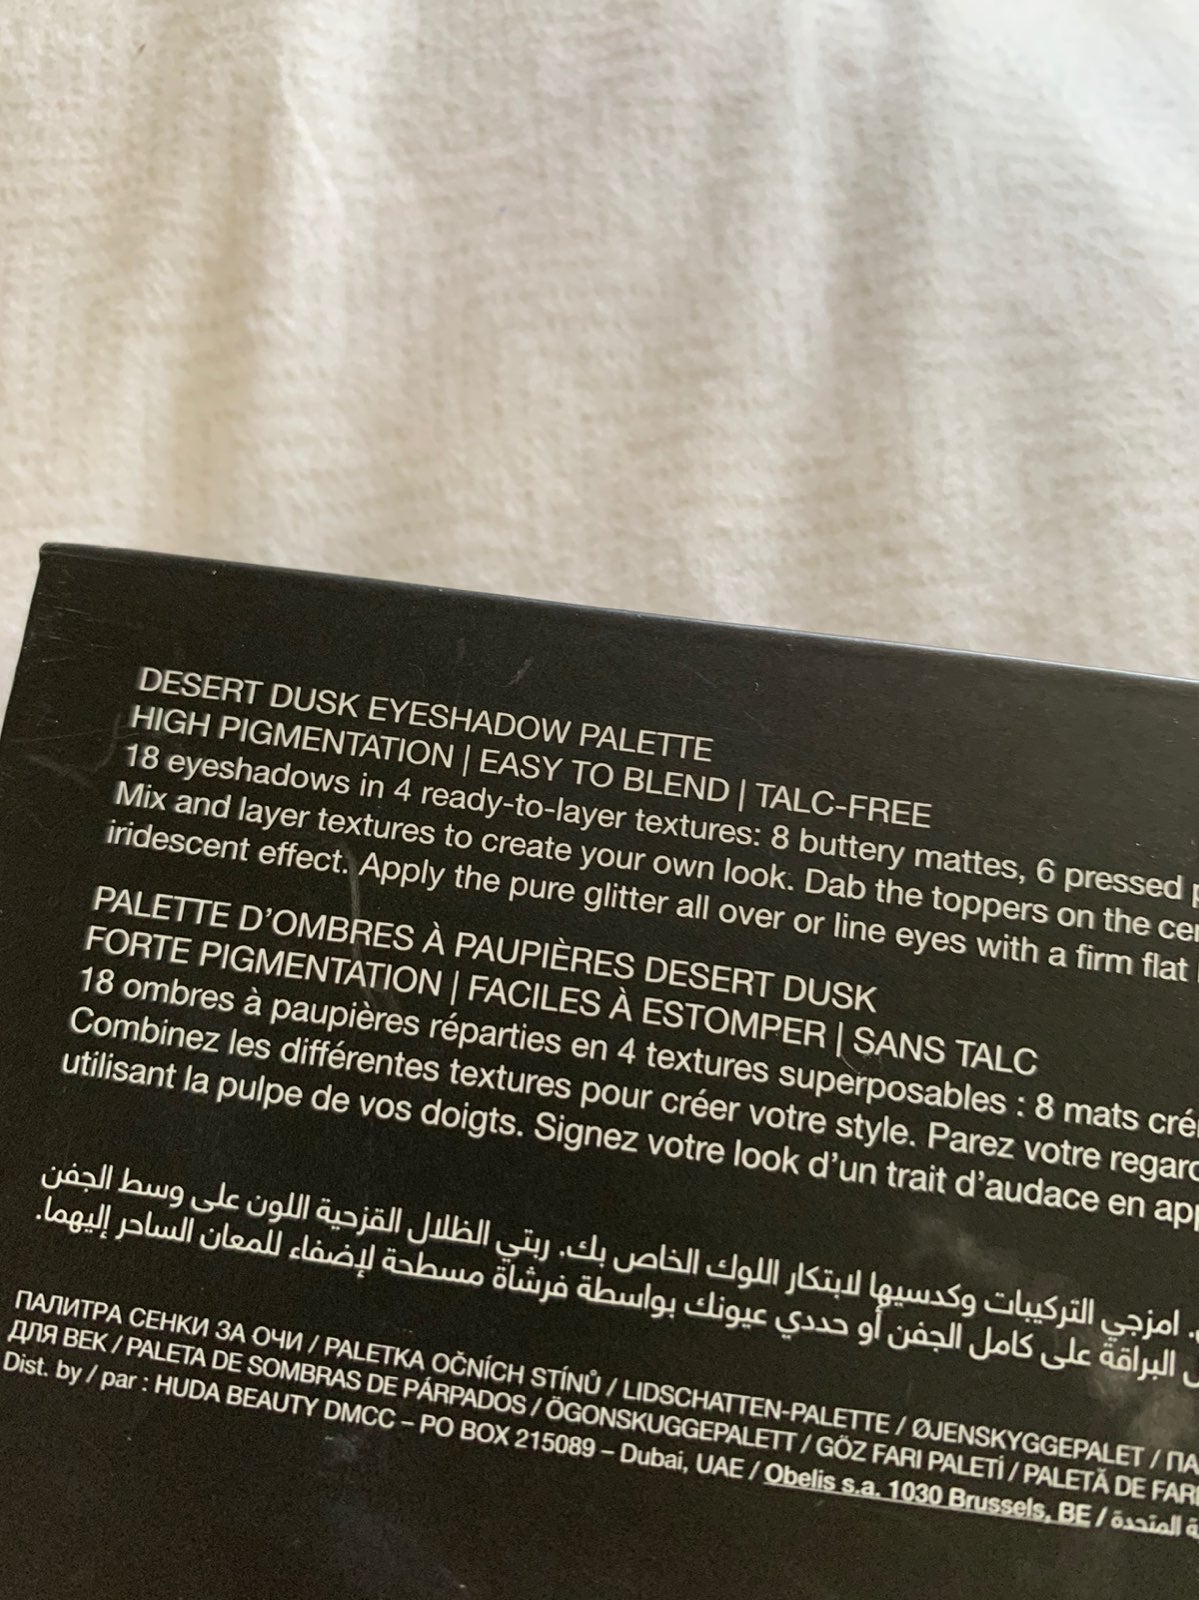 DESERT DUSK EYESHADOW PALETTE
HIGH PIGMENTATION | EASY TO BLEND | TALC-FREE
18 eyeshadows in 4 ready-to-layer textures: 8 buttery mattes, 6 pressed
Mix and layer textures to create your own look. Dab the toppers on the
iridescent effect. Apply the pure glitter all over or line eyes with a firm flat
PALETTE D'OMBRES À PAUPIÈRES DESERT DUSK
FORTE PIGMENTATION | FACILES À ESTOMPER | SANS TALC
18 ombres à paupières réparties en 4 textures superposables : 8 mats
Combinez les différentes textures pour créer votre style. Parez votre
utilisant la pulpe de vos doigts. Signez votre look d'un trait d'audace en
. امزجي التركيبات وكدسيها لابتكار اللوك الخاص بك. ربتي الظلال القزحية اللون على وسط الجفن
البراقة على كامل الجفن أو حددي عيونك بواسطة فرشاة مسطحة لإضفاء للمعان الساحر إليهما.
ПАЛИТРА СЕНКИ ЗА ОЧИ / PALETKA OČNÍCH STÍNŮ / LIDSCHATTEN-PALETTE / ØJENSKYGGEPALET /
ДЛЯ ВЕК / PALETA DE SOMBRAS DE PÁRPADOS / ÖGONSKUGGEPALETT / GÖZ FARI PALETİ / PALETĂ DE
Dist. by / par : HUDA BEAUTY DMCC – PO BOX 215089 – Dubai, UAE / Obelis s.a. 1030 Brussels, BE / المتحدة